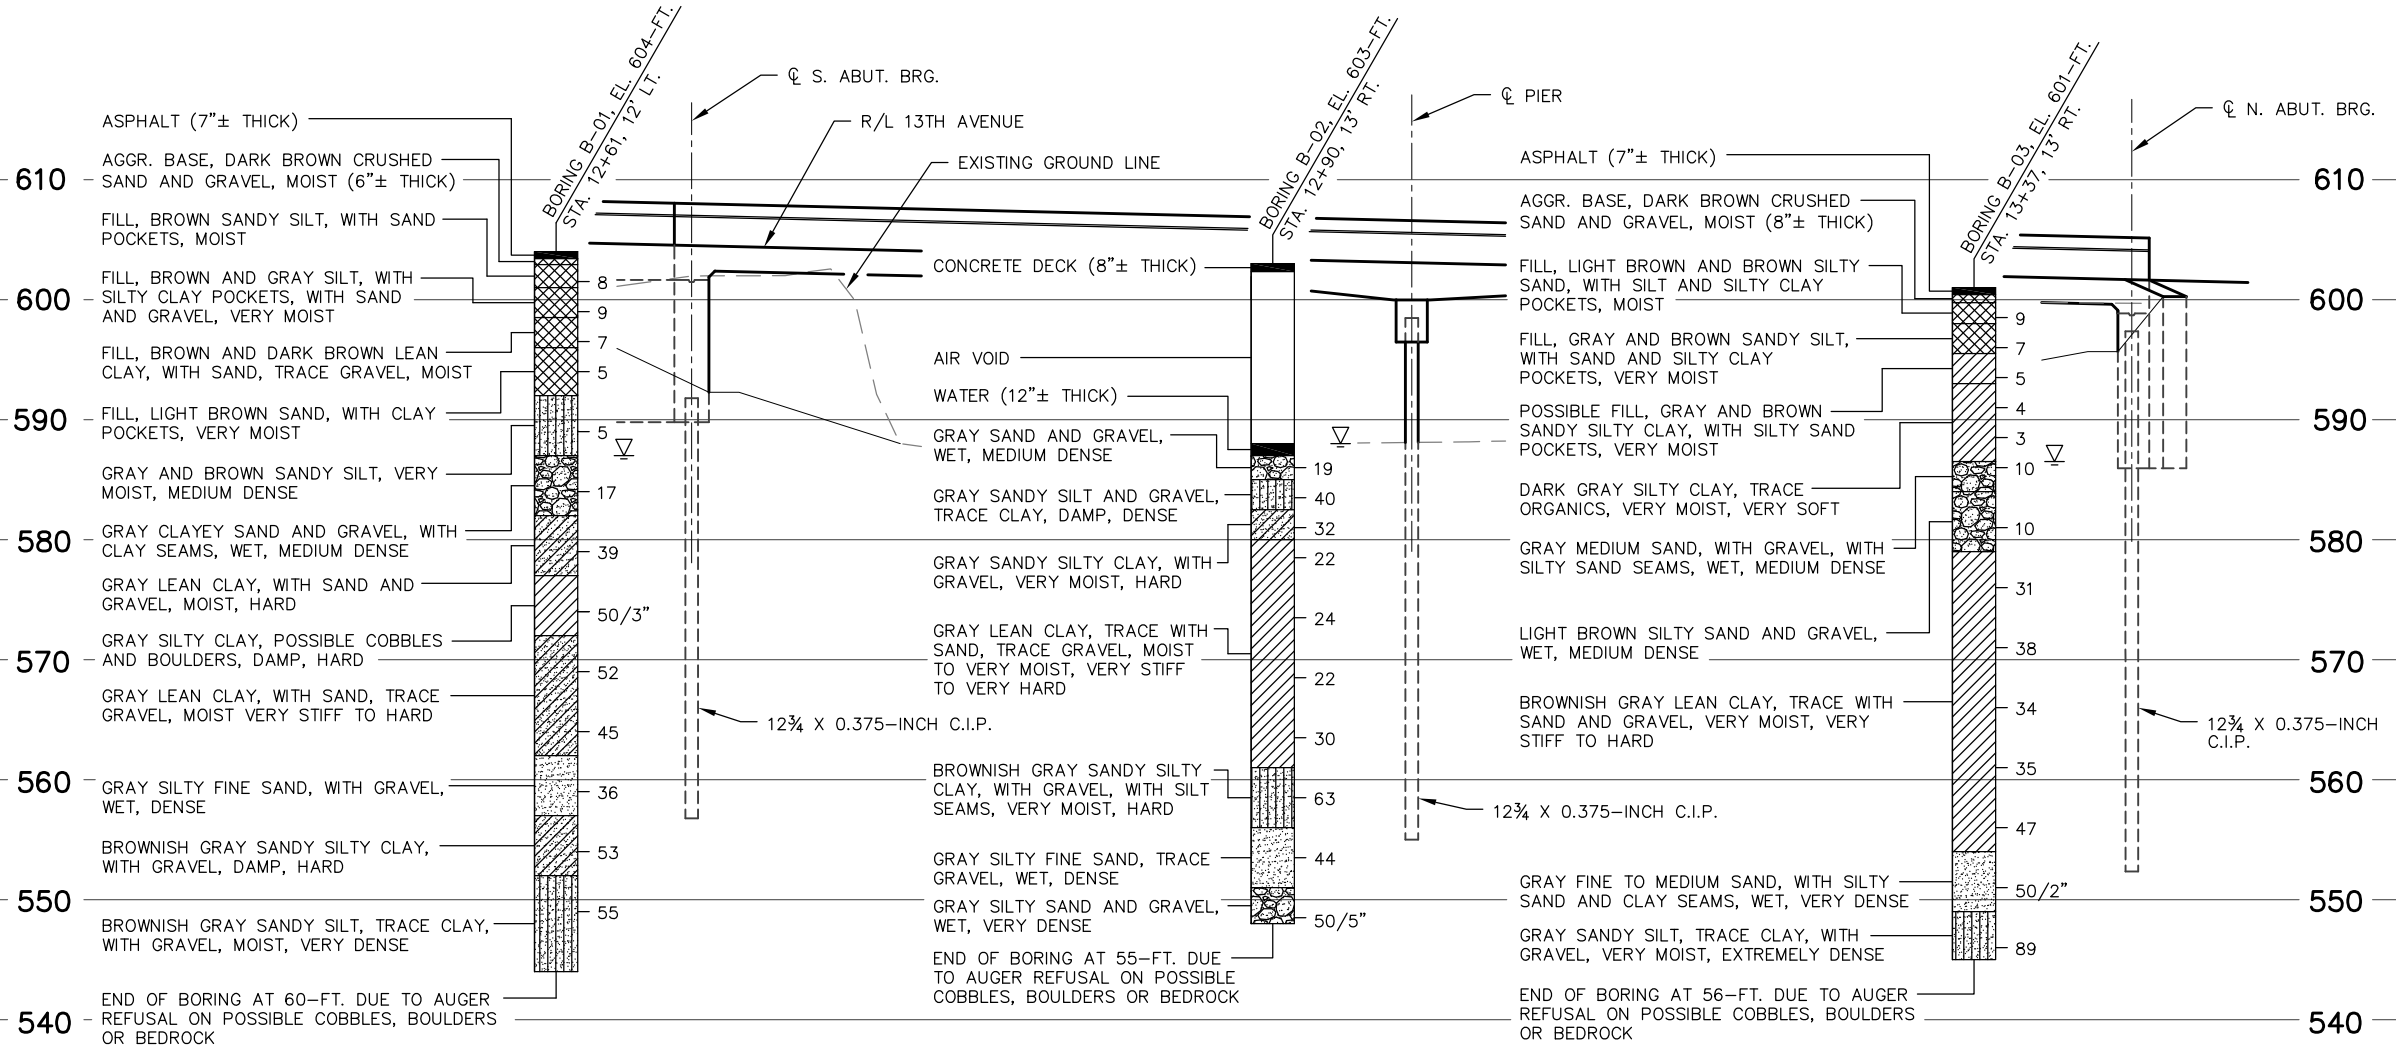 BORING B-01, EL. 604-FT.
STA. 12+61, 12' LT.
℄ S. ABUT. BRG.
R/L 13TH AVENUE
EXISTING GROUND LINE
ASPHALT (7"± THICK)
AGGR. BASE, DARK BROWN CRUSHED
SAND AND GRAVEL, MOIST (6"± THICK)
FILL, BROWN SANDY SILT, WITH SAND
POCKETS, MOIST
FILL, BROWN AND GRAY SILT, WITH
SILTY CLAY POCKETS, WITH SAND
AND GRAVEL, VERY MOIST
FILL, BROWN AND DARK BROWN LEAN
CLAY, WITH SAND, TRACE GRAVEL, MOIST
FILL, LIGHT BROWN SAND, WITH CLAY
POCKETS, VERY MOIST
GRAY AND BROWN SANDY SILT, VERY
MOIST, MEDIUM DENSE
GRAY CLAYEY SAND AND GRAVEL, WITH
CLAY SEAMS, WET, MEDIUM DENSE
GRAY LEAN CLAY, WITH SAND AND
GRAVEL, MOIST, HARD
GRAY SILTY CLAY, POSSIBLE COBBLES
AND BOULDERS, DAMP, HARD
GRAY LEAN CLAY, WITH SAND, TRACE
GRAVEL, MOIST VERY STIFF TO HARD
GRAY SILTY FINE SAND, WITH GRAVEL,
WET, DENSE
BROWNISH GRAY SANDY SILTY CLAY,
WITH GRAVEL, DAMP, HARD
BROWNISH GRAY SANDY SILT, TRACE CLAY,
WITH GRAVEL, MOIST, VERY DENSE
END OF BORING AT 60-FT. DUE TO AUGER
REFUSAL ON POSSIBLE COBBLES, BOULDERS
OR BEDROCK
610
600
590
580
570
560
550
540
8
9
7
5
5
17
39
50/3"
52
45
36
53
55
12¾ X 0.375-INCH C.I.P.
BORING B-02, EL. 603-FT.
STA. 12+90, 13' RT.
℄ PIER
CONCRETE DECK (8"± THICK)
AIR VOID
WATER (12"± THICK)
GRAY SAND AND GRAVEL,
WET, MEDIUM DENSE
GRAY SANDY SILT AND GRAVEL,
TRACE CLAY, DAMP, DENSE
GRAY SANDY SILTY CLAY, WITH
GRAVEL, VERY MOIST, HARD
GRAY LEAN CLAY, TRACE WITH
SAND, TRACE GRAVEL, MOIST
TO VERY MOIST, VERY STIFF
TO VERY HARD
BROWNISH GRAY SANDY SILTY
CLAY, WITH GRAVEL, WITH SILT
SEAMS, VERY MOIST, HARD
GRAY SILTY FINE SAND, TRACE
GRAVEL, WET, DENSE
GRAY SILTY SAND AND GRAVEL,
WET, VERY DENSE
END OF BORING AT 55-FT. DUE
TO AUGER REFUSAL ON POSSIBLE
COBBLES, BOULDERS OR BEDROCK
19
40
32
22
24
22
30
63
44
50/5"
12¾ X 0.375-INCH C.I.P.
BORING B-03, EL. 601-FT.
STA. 13+37, 13' RT.
℄ N. ABUT. BRG.
ASPHALT (7"± THICK)
AGGR. BASE, DARK BROWN CRUSHED
SAND AND GRAVEL, MOIST (8"± THICK)
FILL, LIGHT BROWN AND BROWN SILTY
SAND, WITH SILT AND SILTY CLAY
POCKETS, MOIST
FILL, GRAY AND BROWN SANDY SILT,
WITH SAND AND SILTY CLAY
POCKETS, VERY MOIST
POSSIBLE FILL, GRAY AND BROWN
SANDY SILTY CLAY, WITH SILTY SAND
POCKETS, VERY MOIST
DARK GRAY SILTY CLAY, TRACE
ORGANICS, VERY MOIST, VERY SOFT
GRAY MEDIUM SAND, WITH GRAVEL, WITH
SILTY SAND SEAMS, WET, MEDIUM DENSE
LIGHT BROWN SILTY SAND AND GRAVEL,
WET, MEDIUM DENSE
BROWNISH GRAY LEAN CLAY, TRACE WITH
SAND AND GRAVEL, VERY MOIST, VERY
STIFF TO HARD
GRAY FINE TO MEDIUM SAND, WITH SILTY
SAND AND CLAY SEAMS, WET, VERY DENSE
GRAY SANDY SILT, TRACE CLAY, WITH
GRAVEL, VERY MOIST, EXTREMELY DENSE
END OF BORING AT 56-FT. DUE TO AUGER
REFUSAL ON POSSIBLE COBBLES, BOULDERS
OR BEDROCK
9
7
5
4
3
10
10
31
38
34
35
47
50/2"
89
12¾ X 0.375-INCH
C.I.P.
610
600
590
580
570
560
550
540